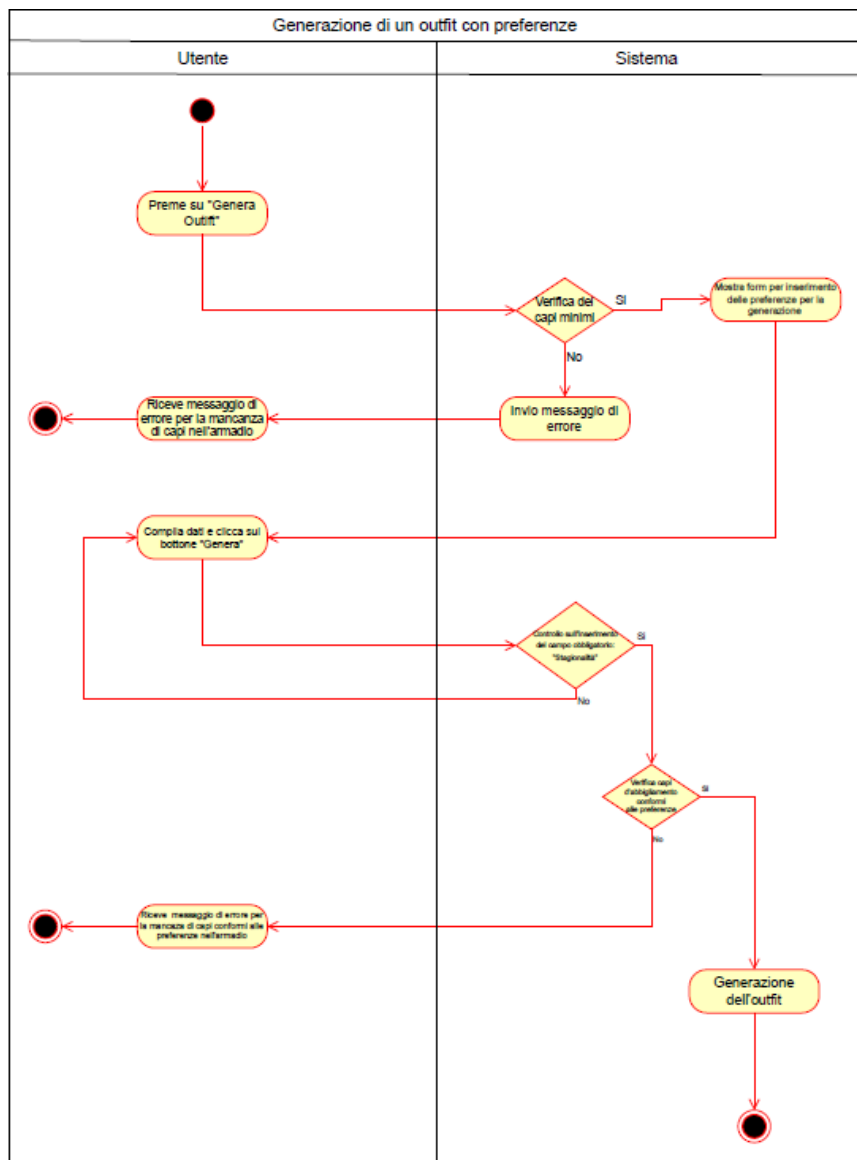 Generazione di un outfit con preferenze
Utente
Sistema
Preme su "Genera
Outift"
Verifica dei
capi minimi
Si
Mostra form per inserimento
delle preferenze per la
generazione
No
Riceve messaggio di
errore per la mancanza
di capi nell'armadio
Invio messaggio di
errore
Compila dati e clicca sul
bottone "Genera"
Controllo sull'inserimento
del campo obbligatorio:
"Stagionalità"
Si
No
Verifica capi
d'abbigliamento
conformi
alle preferenze
Si
No
Riceve messaggio di errore per
la mancaza di capi conformi alle
preferenze nell'armadio
Generazione
dell'outfit